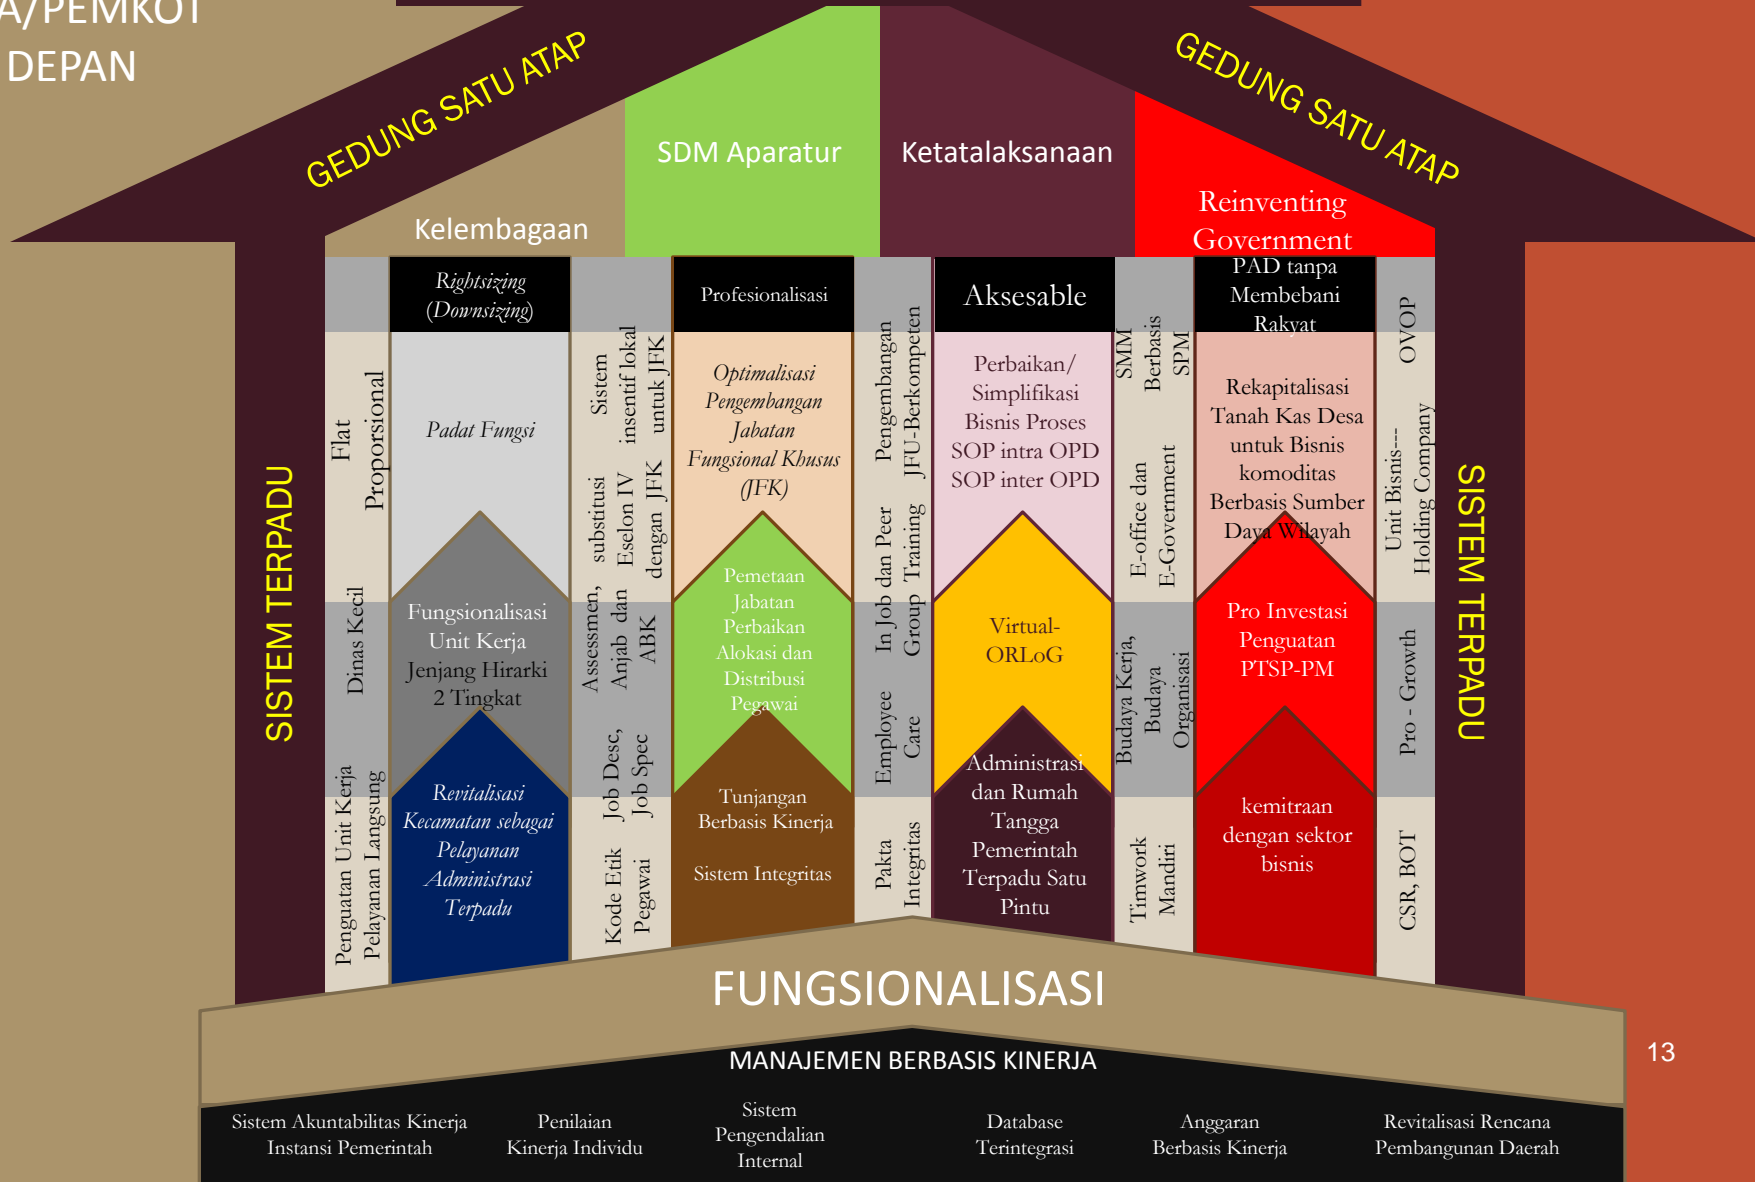 A/PEMKOT
DEPAN
GEDUNG SATU ATAP
GEDUNG SATU ATAP
SISTEM TERPADU
SISTEM TERPADU
Kelembagaan
SDM Aparatur
Ketatalaksanaan
Reinventing
Government
Flat
Proporsional
Dinas Kecil
Penguatan Unit Kerja
Pelayanan Langsung
Rightsizing
(Downsizing)
Padat Fungsi
Fungsionalisasi
Unit Kerja
Jenjang Hirarki
2 Tingkat
Revitalisasi
Kecamatan sebagai
Pelayanan
Administrasi
Terpadu
Sistem
insentif lokal
untuk JFK
substitusi
Eselon IV
dengan JFK
Assessmen,
Anjab dan
ABK
Job Desc,
Job Spec
Kode Etik
Pegawai
Profesionalisasi
Optimalisasi
Pengembangan
Jabatan
Fungsional Khusus
(JFK)
Pemetaan
Jabatan
Perbaikan
Alokasi dan
Distribusi
Pegawai
Tunjangan
Berbasis Kinerja
Sistem Integritas
Pengembangan
JFU-Berkompeten
In Job dan Peer
Group Training
Employee
Care
Pakta
Integritas
Aksesable
Perbaikan/
Simplifikasi
Bisnis Proses
SOP intra OPD
SOP inter OPD
Virtual-
ORLoG
Administrasi
dan Rumah
Tangga
Pemerintah
Terpadu Satu
Pintu
SMM
Berbasis
SPM
E-office dan
E-Government
Budaya Kerja,
Budaya
Organisasi
Timwork
Mandiri
PAD tanpa
Membebani
Rakyat
Rekapitalisasi
Tanah Kas Desa
untuk Bisnis
komoditas
Berbasis Sumber
Daya Wilayah
Pro Investasi
Penguatan
PTSP-PM
kemitraan
dengan sektor
bisnis
OVOP
Unit Bisnis----
Holding Company
Pro - Growth
CSR, BOT
FUNGSIONALISASI
MANAJEMEN BERBASIS KINERJA
Sistem Akuntabilitas Kinerja
Instansi Pemerintah
Penilaian
Kinerja Individu
Sistem
Pengendalian
Internal
Database
Terintegrasi
Anggaran
Berbasis Kinerja
Revitalisasi Rencana
Pembangunan Daerah
13